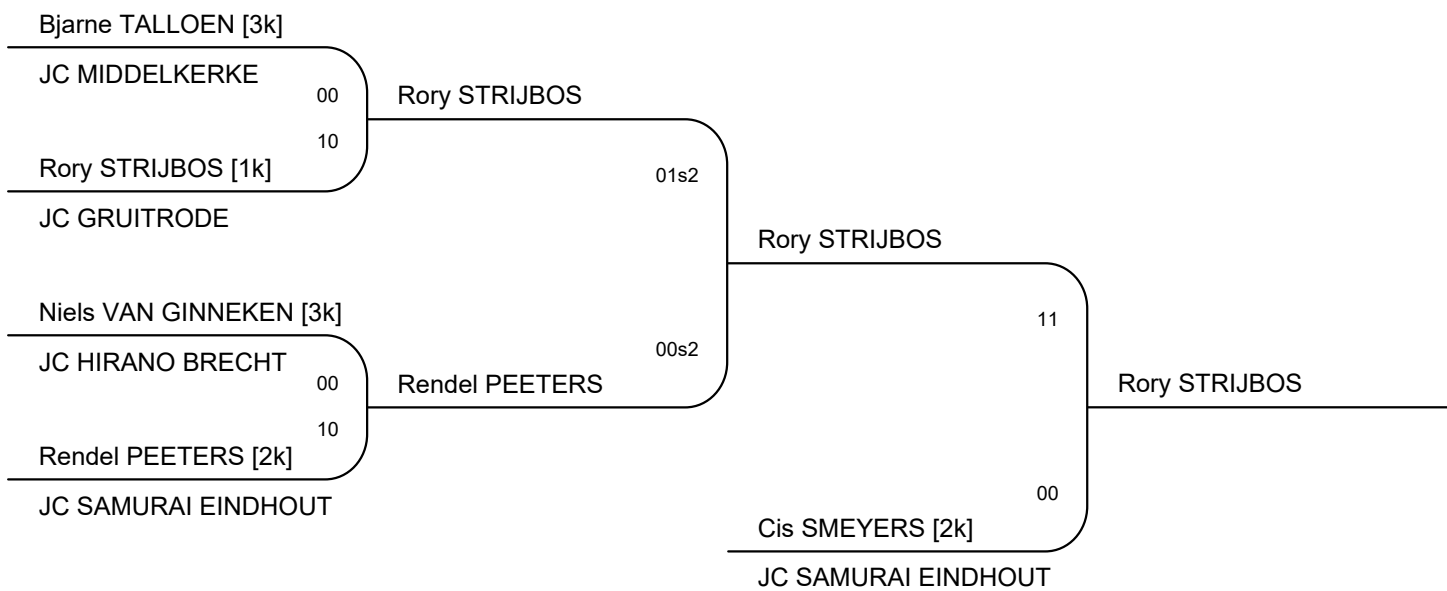 Bjarne TALLOEN [3k]
JC MIDDELKERKE
00
Rory STRIJBOS
10
Rory STRIJBOS [1k]
01s2
JC GRUITRODE
Rory STRIJBOS
Niels VAN GINNEKEN [3k]
11
JC HIRANO BRECHT
00s2
00
Rendel PEETERS
Rory STRIJBOS
10
Rendel PEETERS [2k]
JC SAMURAI EINDHOUT
00
Cis SMEYERS [2k]
JC SAMURAI EINDHOUT